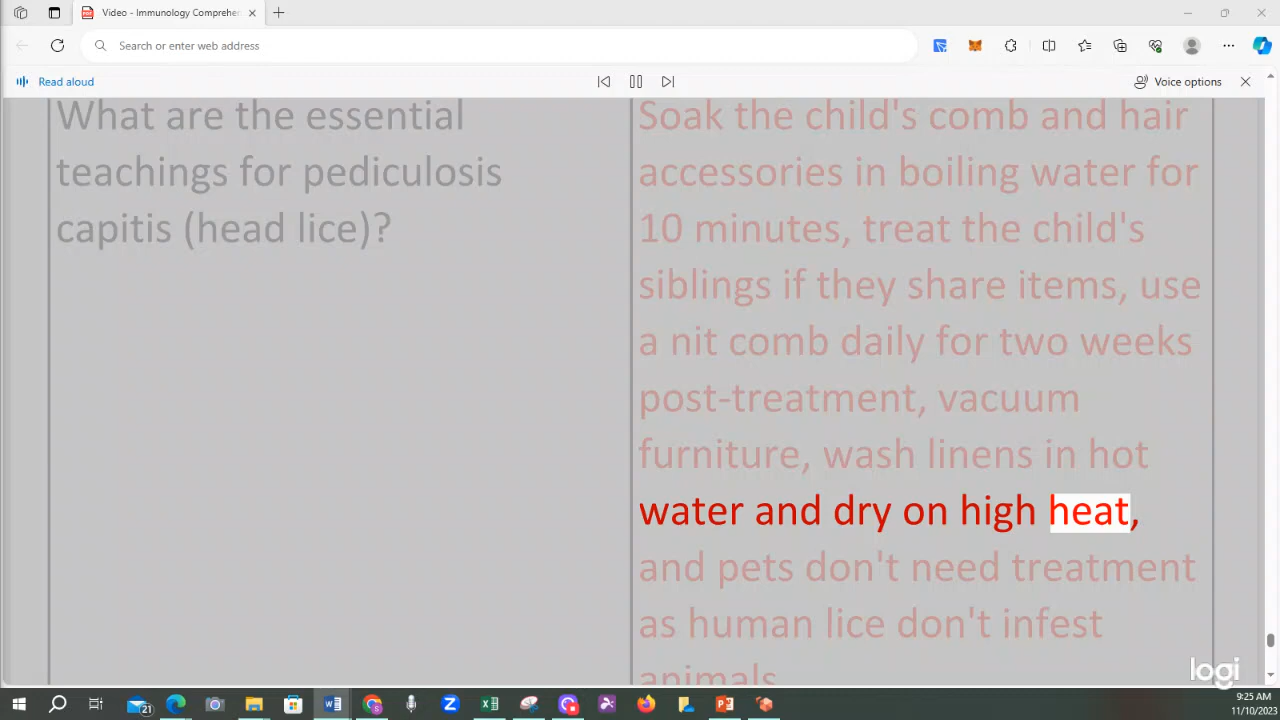 Video - Immunology Comprehe
Search or enter web address
Read aloud
Voice options
What are the essential
teachings for pediculosis
capitis (head lice)?
Soak the child's comb and hair
accessories in boiling water for
10 minutes, treat the child's
siblings if they share items, use
a nit comb daily for two weeks
post-treatment, vacuum
furniture, wash linens in hot
water and dry on high heat,
and pets don't need treatment
as human lice don't infest
animals
logi
21
9:25 AM
11/10/2023